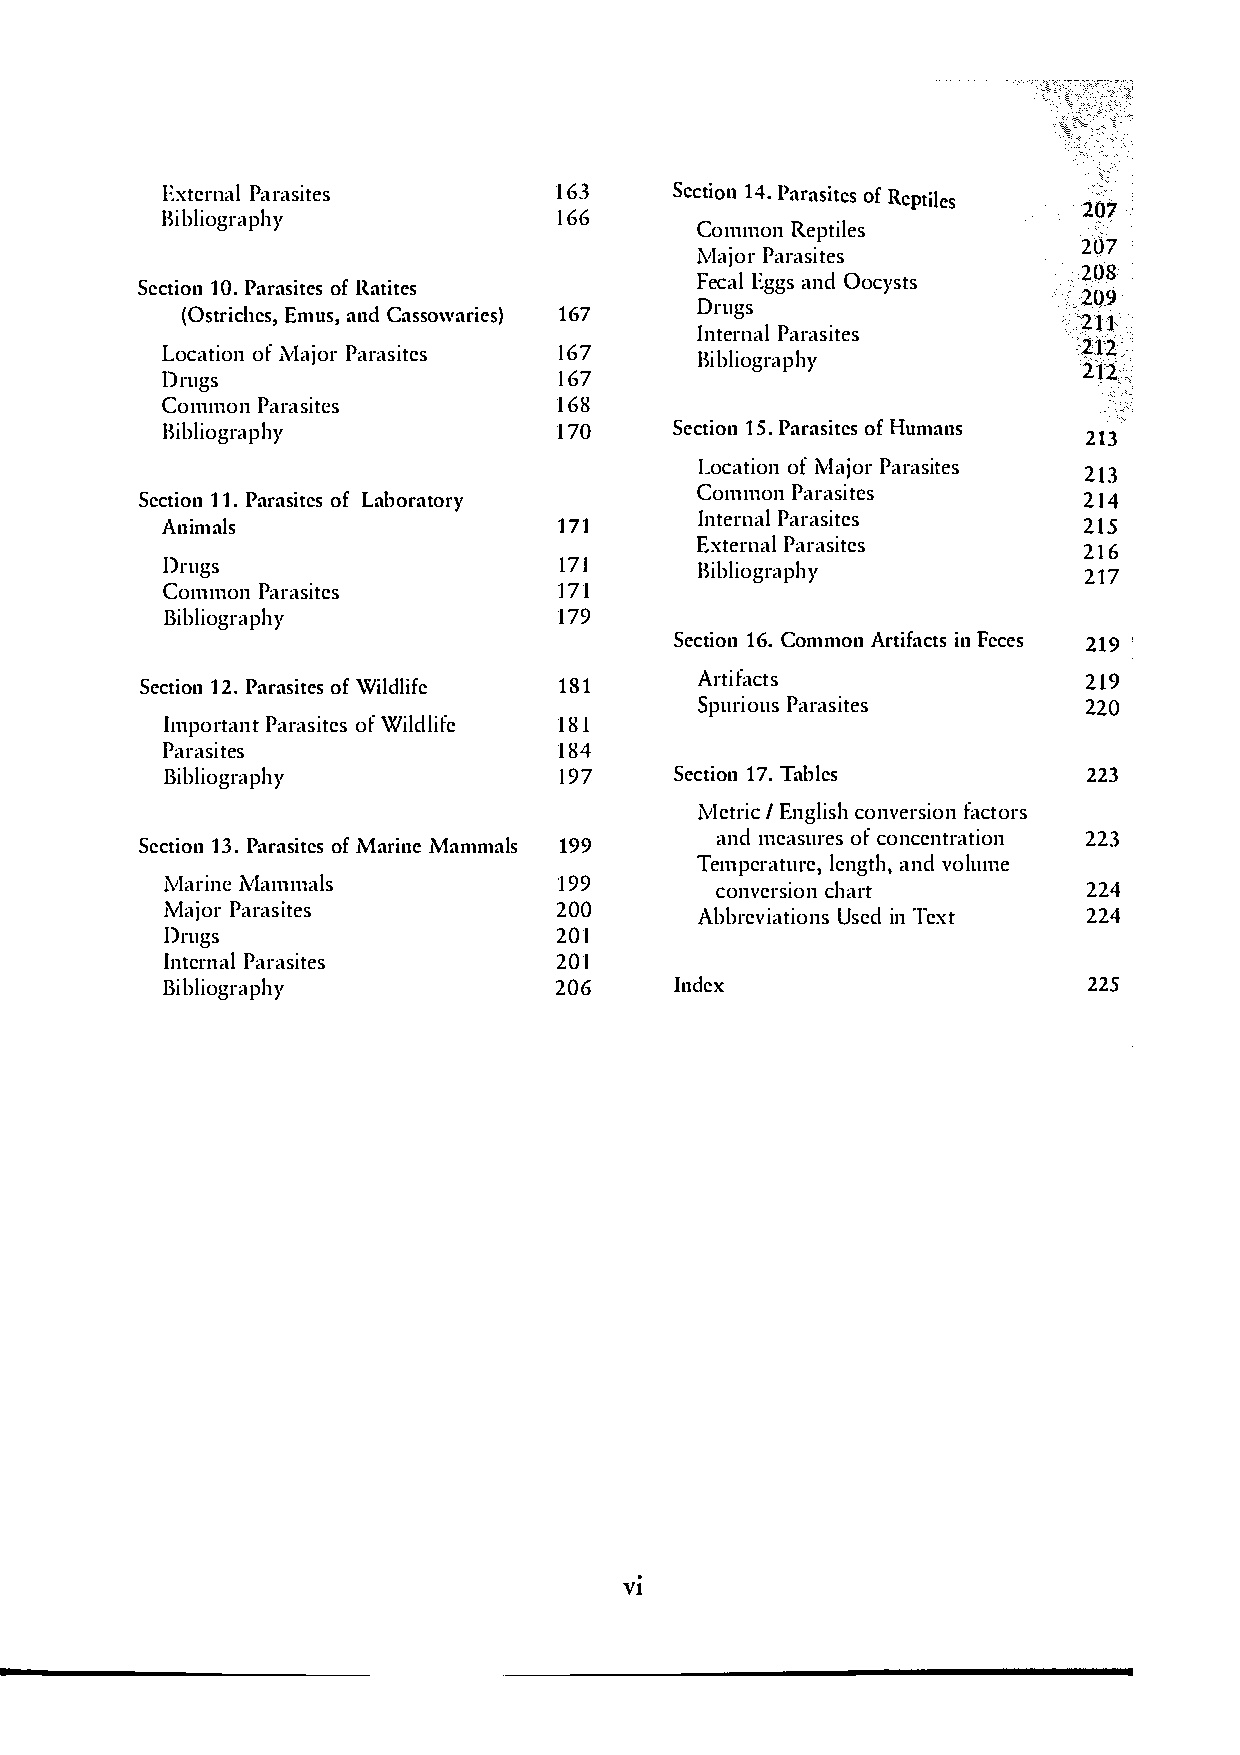 External Parasites 163
Bibliography 166
Section 10. Parasites of Ratites
(Ostriches, Emus, and Cassowaries) 167
Location of Major Parasites 167
Drugs 167
Common Parasites 168
Bibliography 170
Section 11. Parasites of Laboratory
Animals 171
Drugs 171
Common Parasites 171
Bibliography 179
Section 12. Parasites of Wildlife 181
Important Parasites of Wildlife 181
Parasites 184
Bibliography 197
Section 13. Parasites of Marine Mammals 199
Marine Mammals 199
Major Parasites 200
Drugs 201
Internal Parasites 201
Bibliography 206
Section 14. Parasites of Reptiles 207
Common Reptiles 207
Major Parasites 208
Fecal Eggs and Oocysts 209
Drugs 211
Internal Parasites 212
Bibliography 212
Section 15. Parasites of Humans 213
Location of Major Parasites 213
Common Parasites 214
Internal Parasites 215
External Parasites 216
Bibliography 217
Section 16. Common Artifacts in Feces 219
Artifacts 219
Spurious Parasites 220
Section 17. Tables 223
Metric / English conversion factors
and measures of concentration 223
Temperature, length, and volume
conversion chart 224
Abbreviations Used in Text 224
Index 225
vi